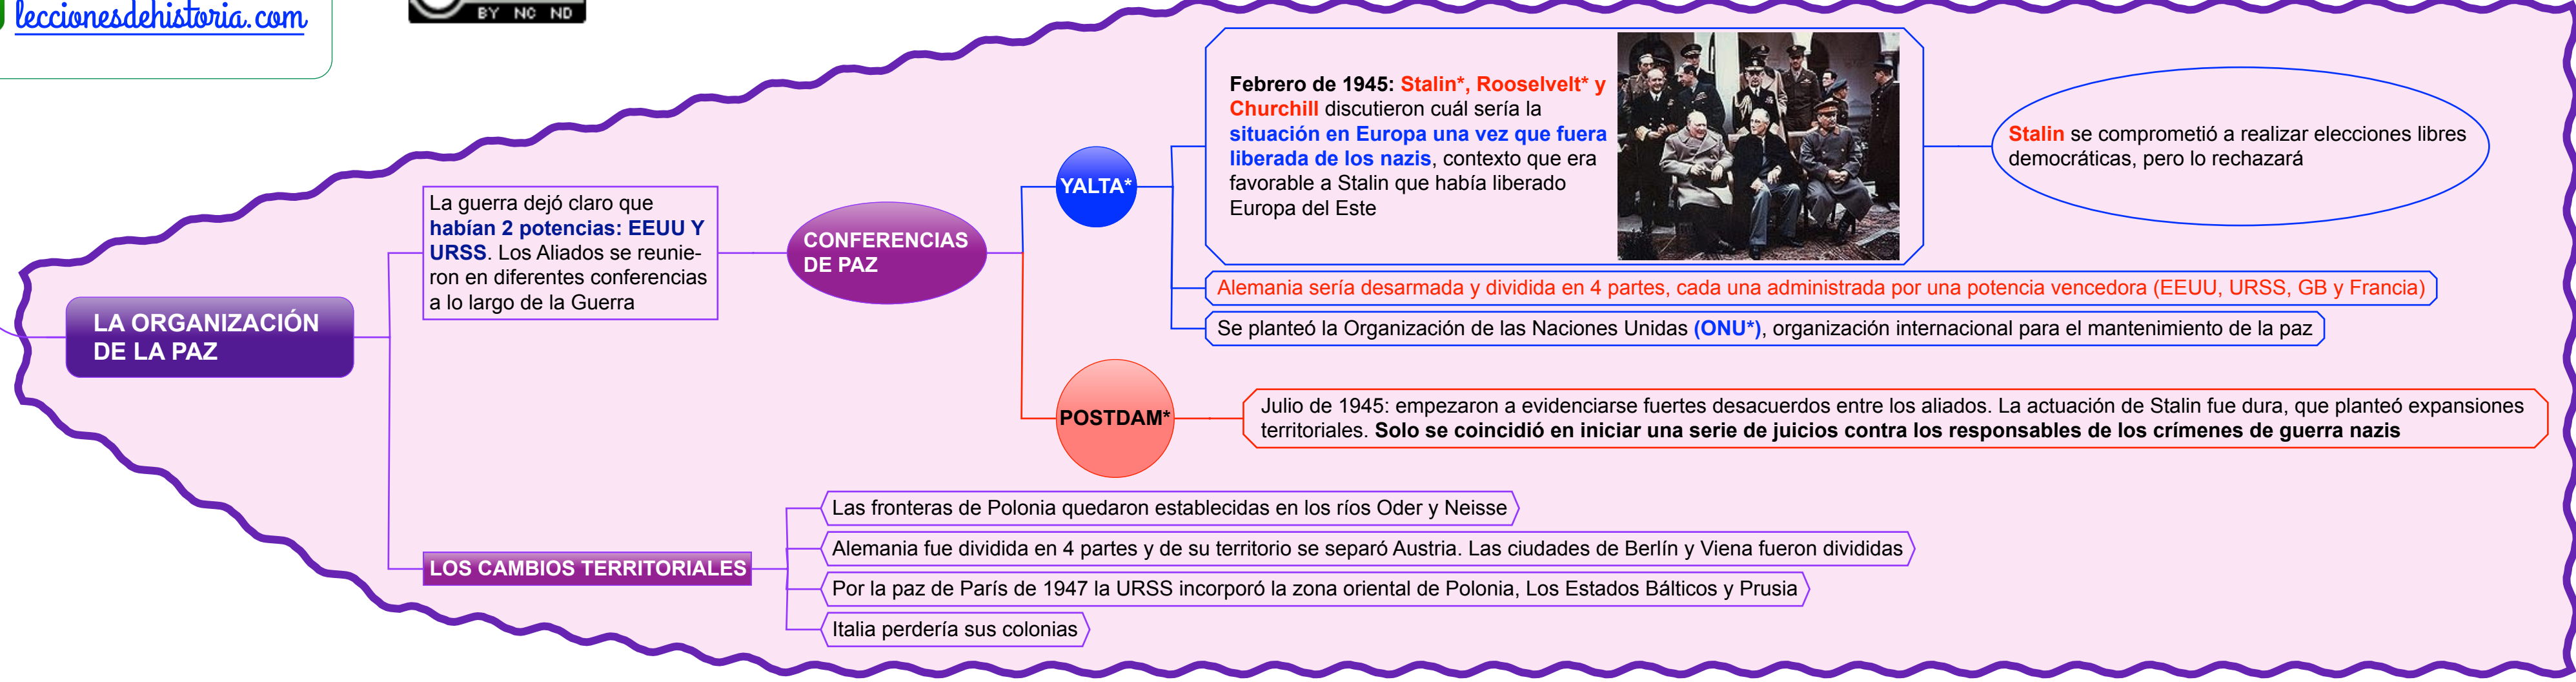 leccionesdehistoria.com
BY NC ND
LA ORGANIZACIÓN
DE LA PAZ
La guerra dejó claro que
habían 2 potencias: EEUU Y
URSS. Los Aliados se reunie-
ron en diferentes conferencias
a lo largo de la Guerra
CONFERENCIAS
DE PAZ
YALTA*
Febrero de 1945: Stalin*, Rooselvelt* y
Churchill discutieron cuál sería la
situación en Europa una vez que fuera
liberada de los nazis, contexto que era
favorable a Stalin que había liberado
Europa del Este
Stalin se comprometió a realizar elecciones libres
democráticas, pero lo rechazará
Alemania sería desarmada y dividida en 4 partes, cada una administrada por una potencia vencedora (EEUU, URSS, GB y Francia)
Se planteó la Organización de las Naciones Unidas (ONU*), organización internacional para el mantenimiento de la paz
POSTDAM*
Julio de 1945: empezaron a evidenciarse fuertes desacuerdos entre los aliados. La actuación de Stalin fue dura, que planteó expansiones
territoriales. Solo se coincidió en iniciar una serie de juicios contra los responsables de los crímenes de guerra nazis
LOS CAMBIOS TERRITORIALES
Las fronteras de Polonia quedaron establecidas en los ríos Oder y Neisse
Alemania fue dividida en 4 partes y de su territorio se separó Austria. Las ciudades de Berlín y Viena fueron divididas
Por la paz de París de 1947 la URSS incorporó la zona oriental de Polonia, Los Estados Bálticos y Prusia
Italia perdería sus colonias